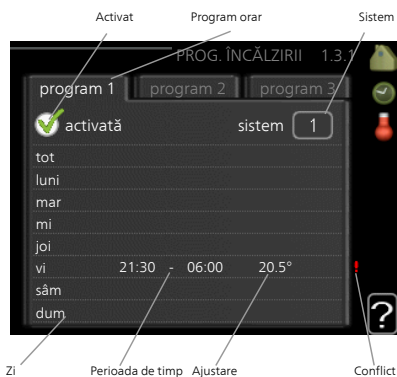 Activat Program orar Sistem
PROG. ÎNCĂLZIRII 1.3.1
program 1 program 2 program 3
activată sistem 1
tot
luni
mar
mi
joi
vi 21:30 - 06:00 20.5° !
sâm
dum
?
Zi Perioada de timp Ajustare Conflict